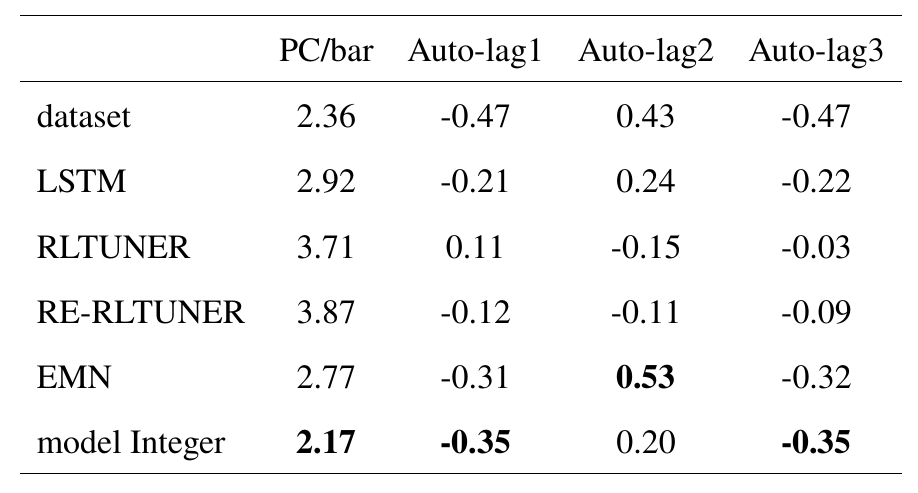 PC/bar Auto-lag1 Auto-lag2 Auto-lag3
dataset 2.36 -0.47 0.43 -0.47
LSTM 2.92 -0.21 0.24 -0.22
RLTUNER 3.71 0.11 -0.15 -0.03
RE-RLTUNER 3.87 -0.12 -0.11 -0.09
EMN 2.77 -0.31 0.53 -0.32
model Integer 2.17 -0.35 0.20 -0.35